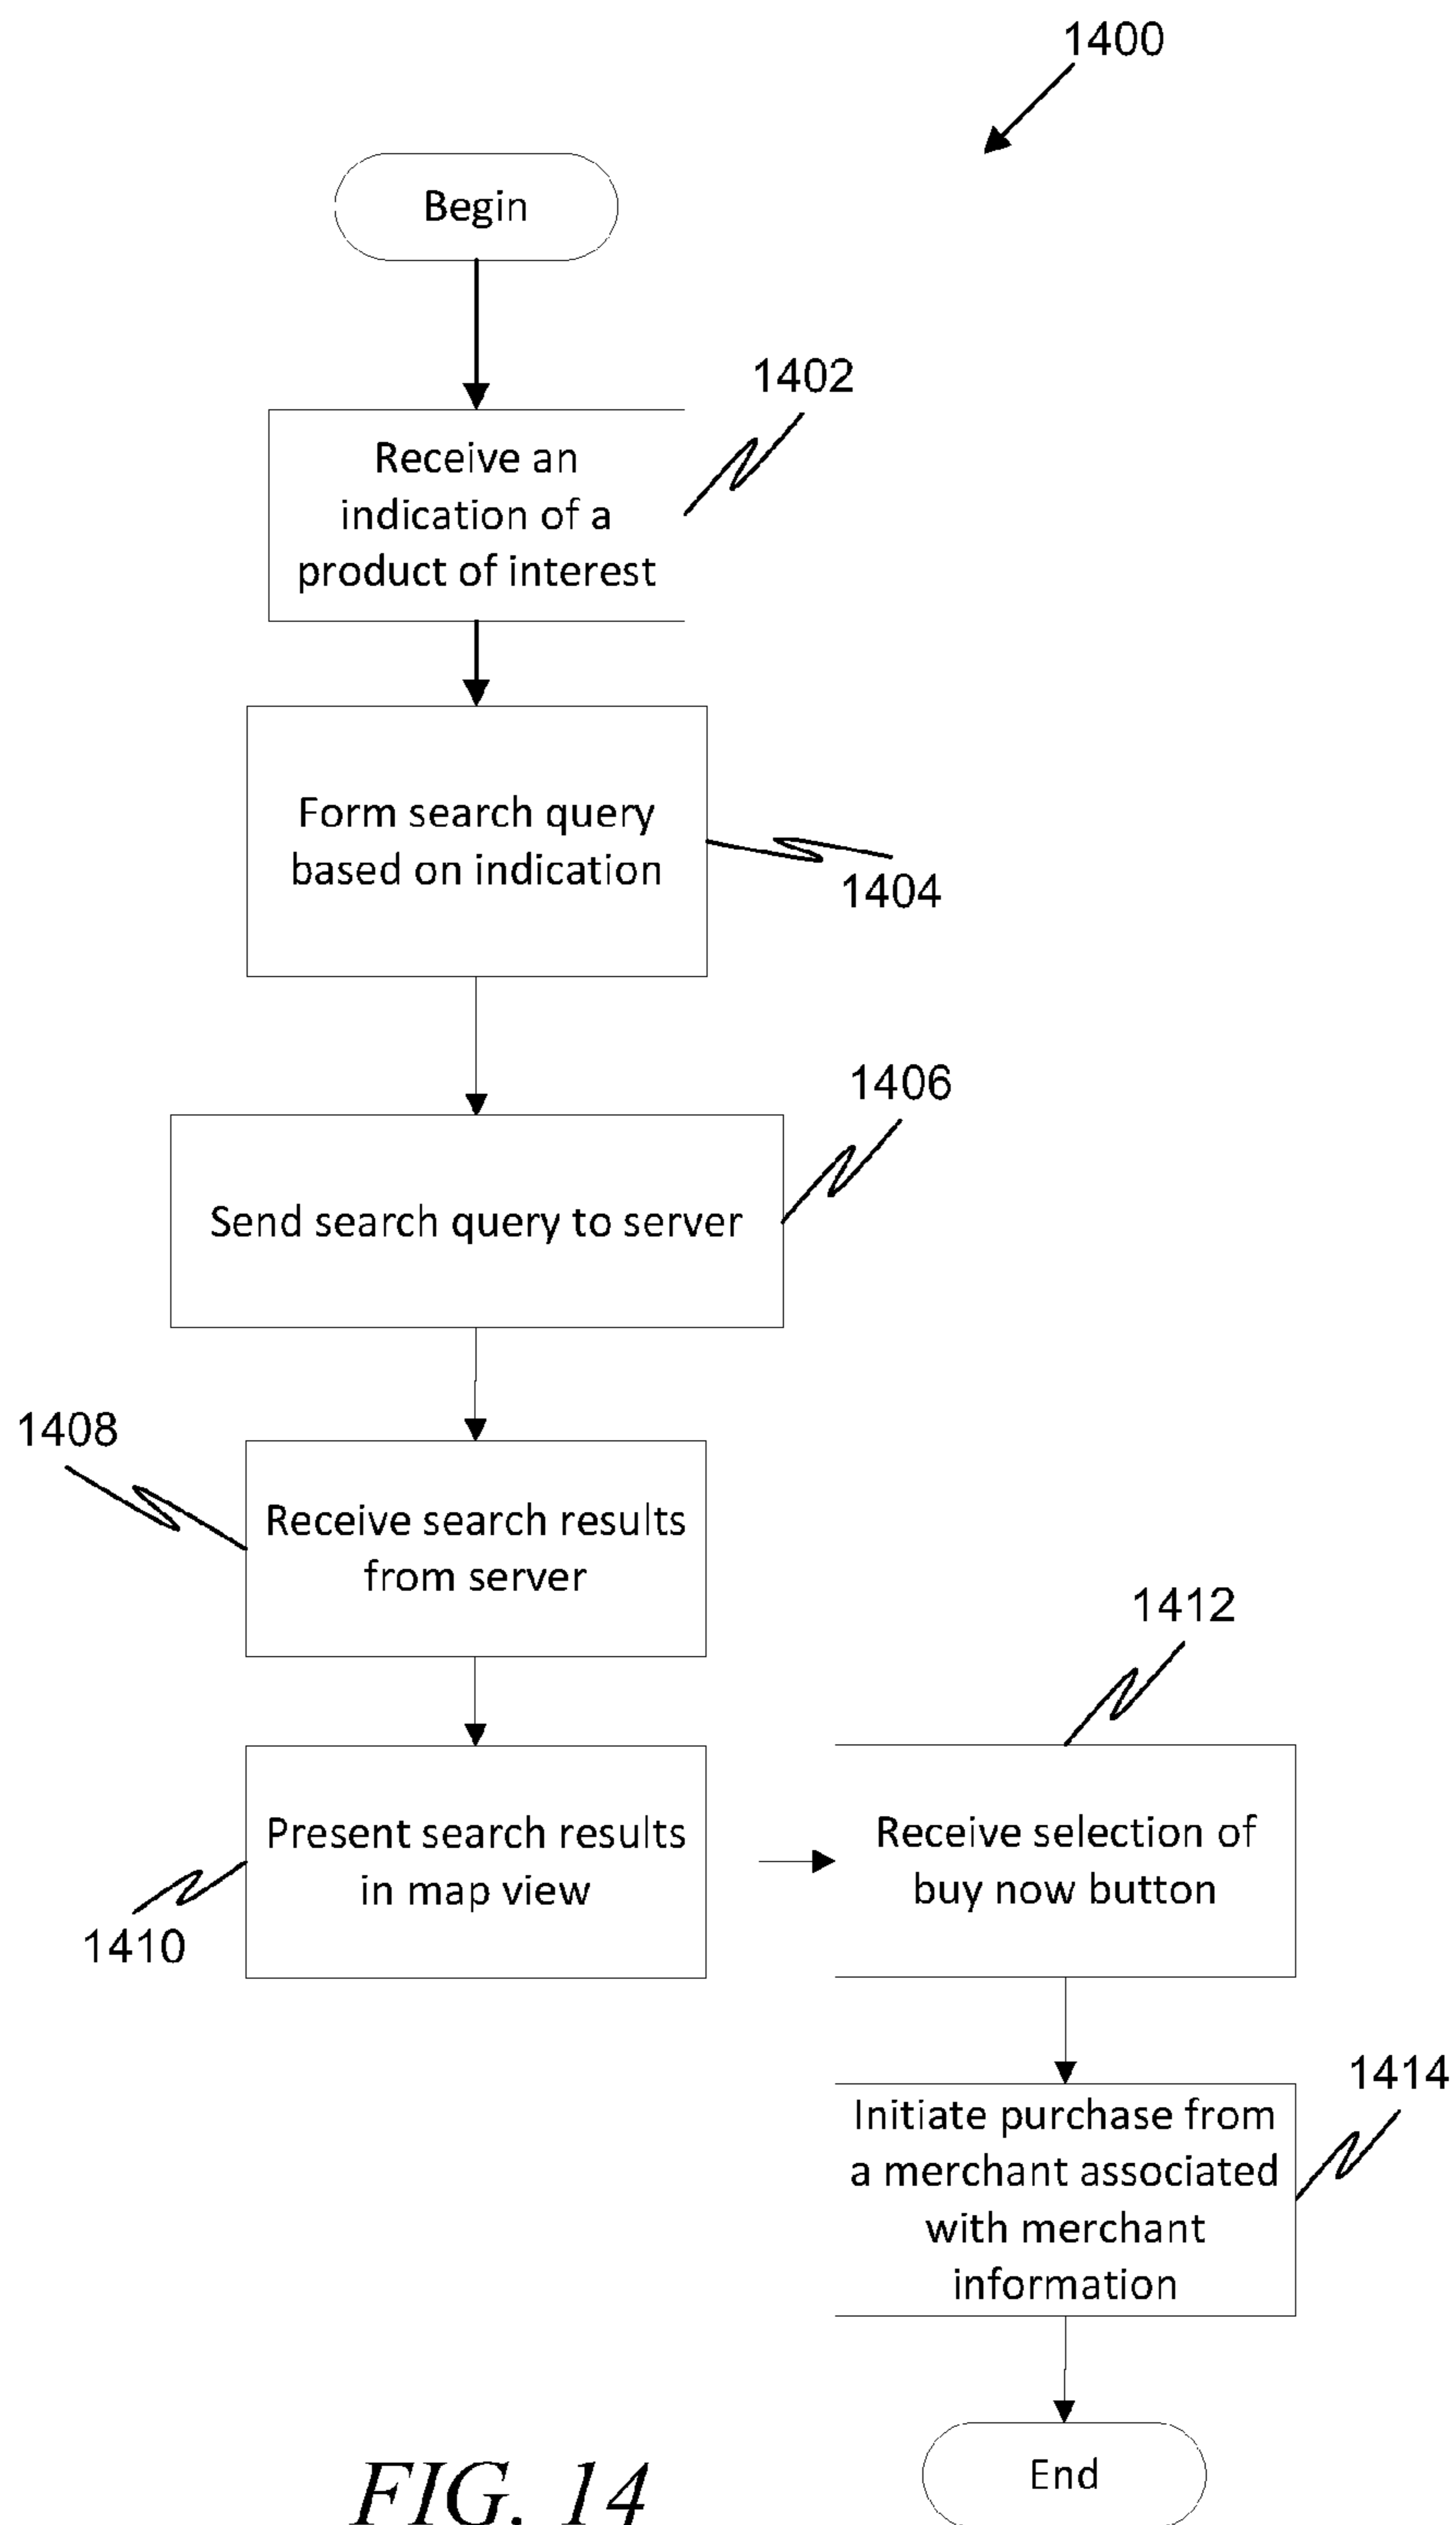 1400
Begin
1402
Receive an
indication of a
product of interest
Form search query
based on indication
1404
1406
Send search query to server
1408
Receive search results
from server
Present search results
in map view
1410
1412
Receive selection of
buy now button
1414
Initiate purchase from
a merchant associated
with merchant
information
End
FIG. 14